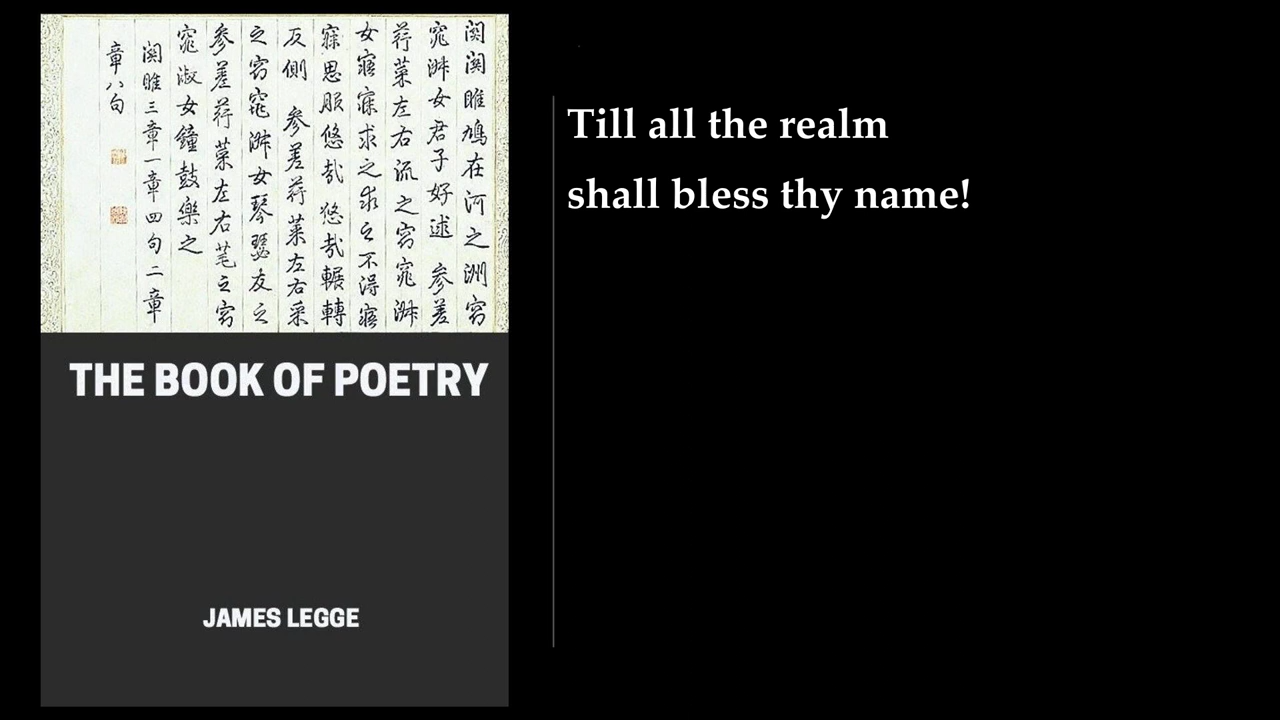 関関雎鳩在河之洲窈
窕淑女君子好逑 參差
荇菜左右流之窈窕淑
女寤寐求之求之不得寤
寐思服悠哉悠哉輾轉
反側 參差荇菜左右采
之窈窕淑女琴瑟友之
參差荇菜左右芼之窈
窕淑女鐘鼓樂之
関雎三章一章四句二章
章八句
THE BOOK OF POETRY
JAMES LEGGE
Till all the realm
shall bless thy name!